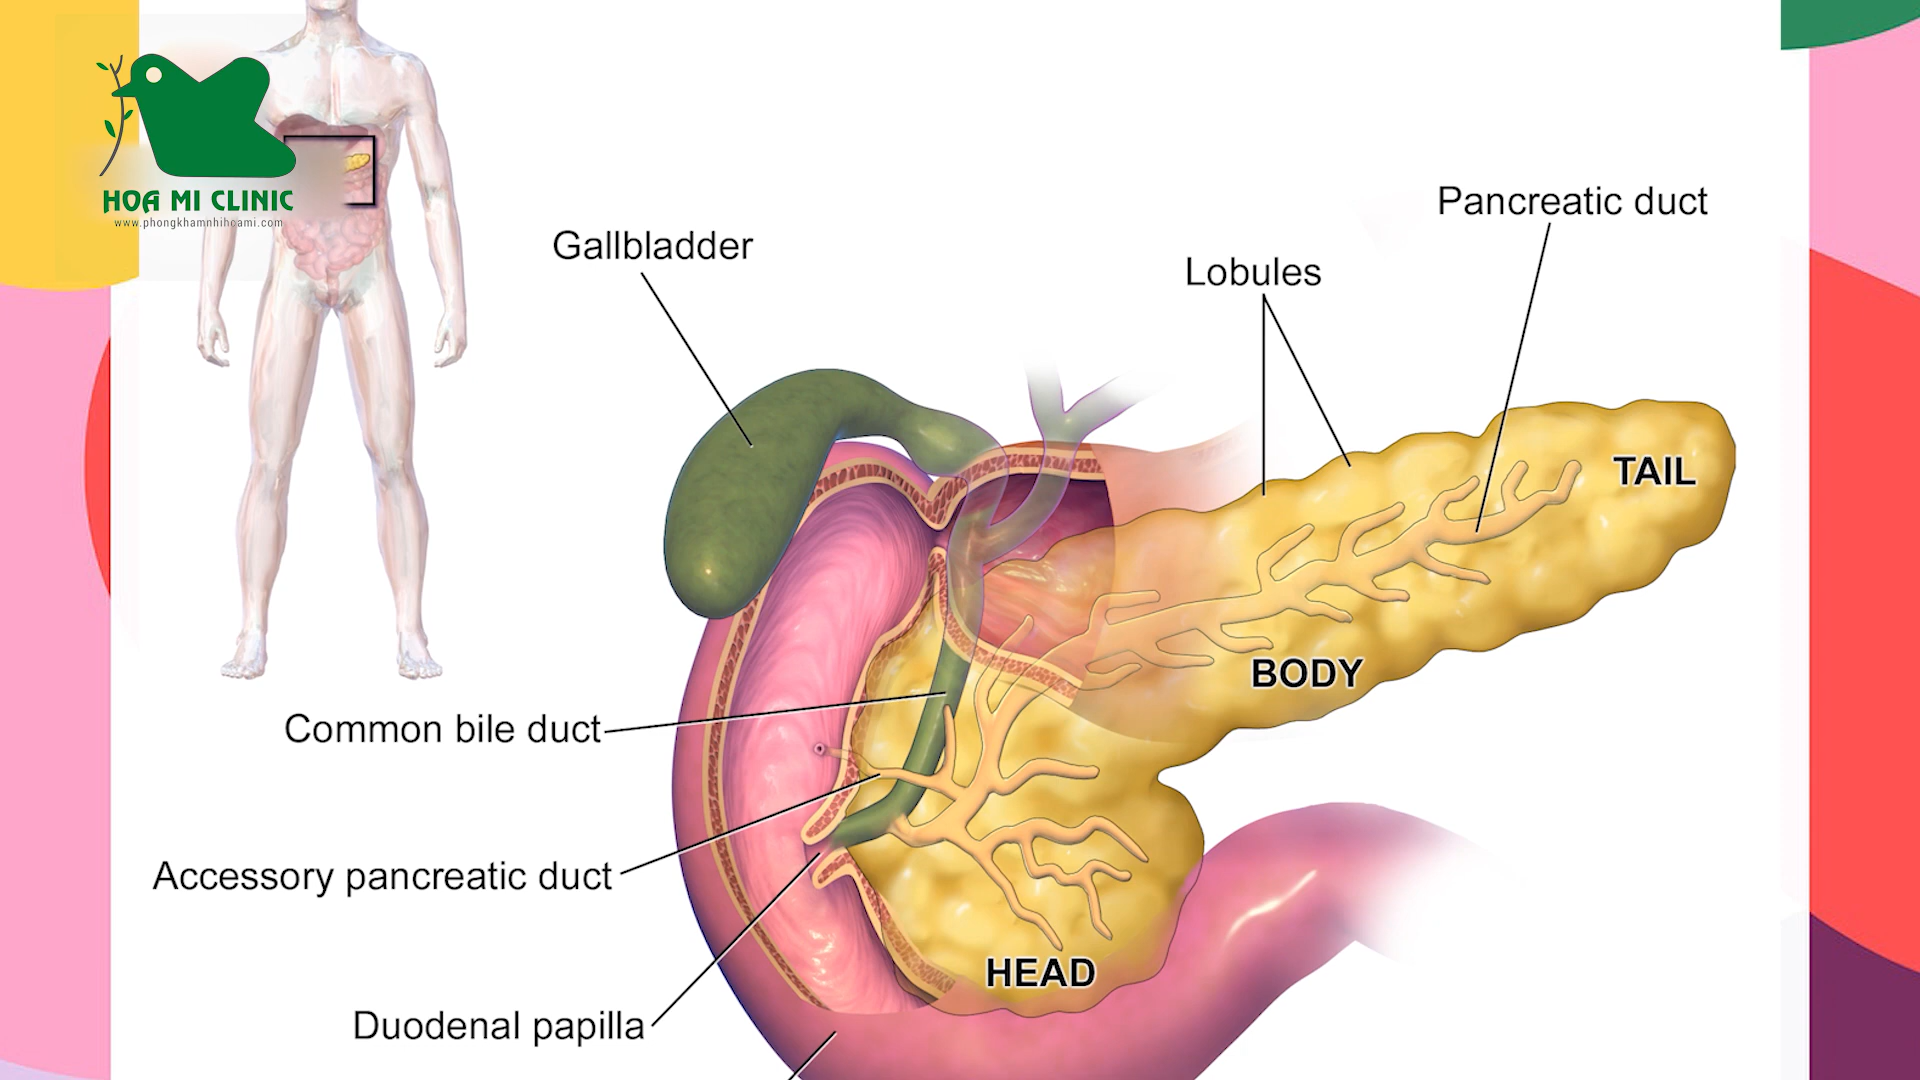 HOA MI CLINIC
www.phongkhamnhihoami.com
Pancreatic duct
Gallbladder
Lobules
TAIL
BODY
Common bile duct
Accessory pancreatic duct
HEAD
Duodenal papilla